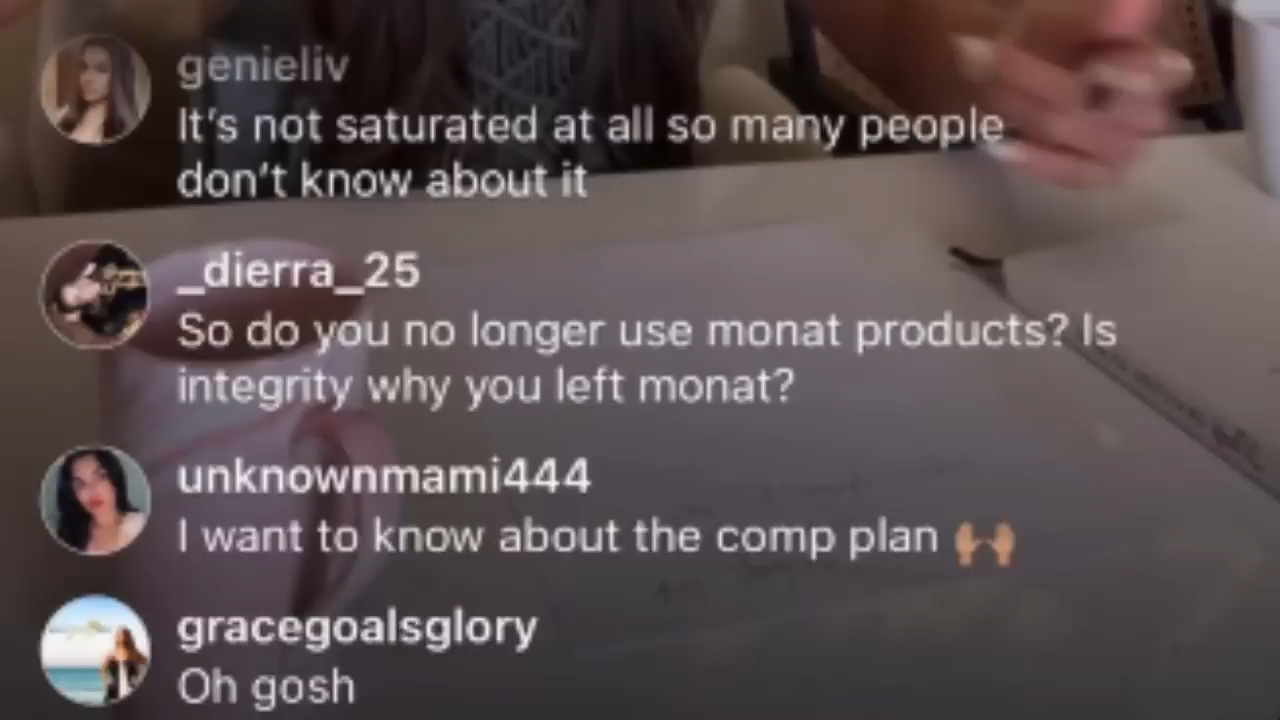 genieliv
It's not saturated at all so many people
don't know about it
_dierra_25
So do you no longer use monat products? Is
integrity why you left monat?
unknownmami444
I want to know about the comp plan 🙌🏽
gracegoalsglory
Oh gosh